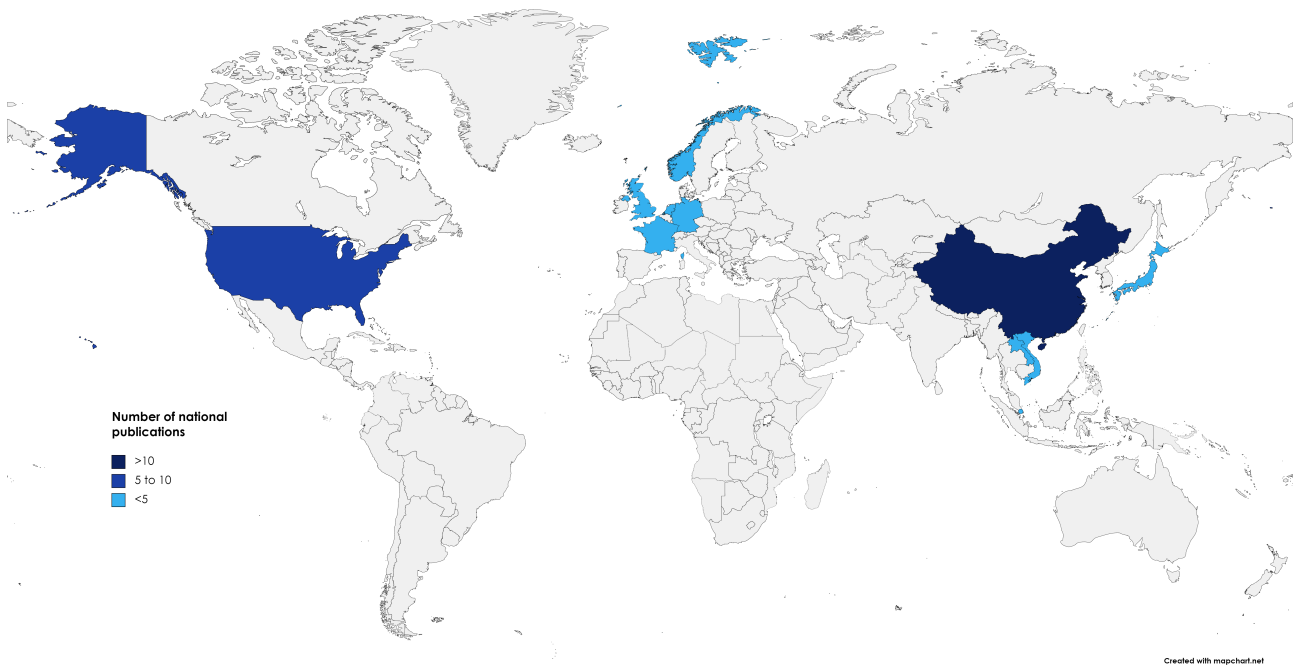 Number of national
publications
>10
5 to 10
<5
Created with mapchart.net